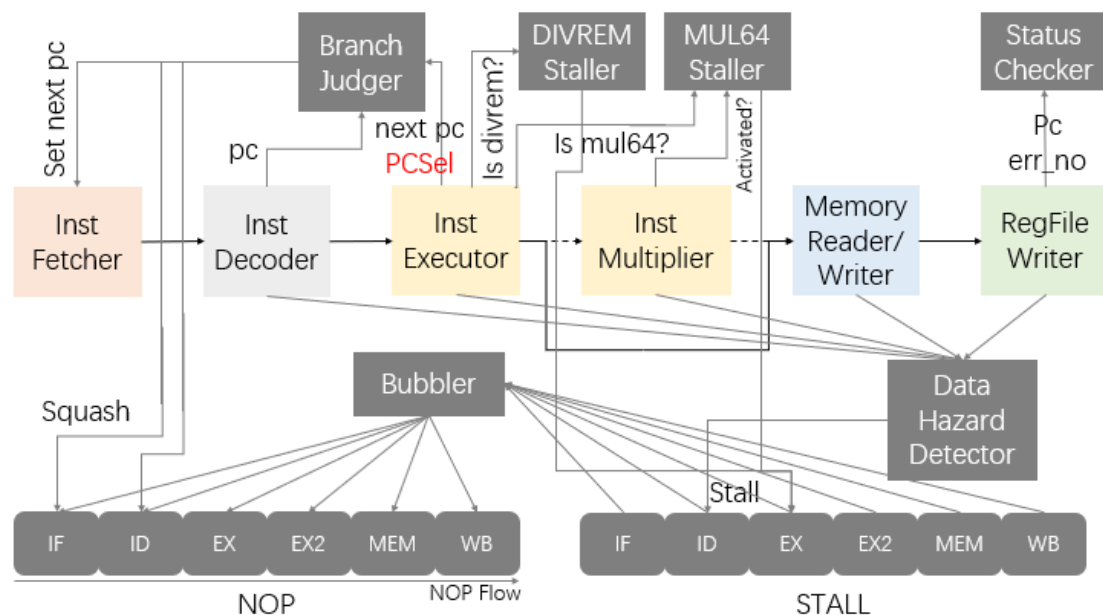 Branch
Judger
DIVREM
Staller
MUL64
Staller
Status
Checker
Set next pc
pc
next pc
PCSel
Is divrem?
Is mul64?
Activated?
Pc
err_no
Inst
Fetcher
Inst
Decoder
Inst
Executor
Inst
Multiplier
Memory
Reader/
Writer
RegFile
Writer
Bubbler
Data
Hazard
Detector
Squash
Stall
IF ID EX EX2 MEM WB
IF ID EX EX2 MEM WB
NOP Flow
NOP
STALL